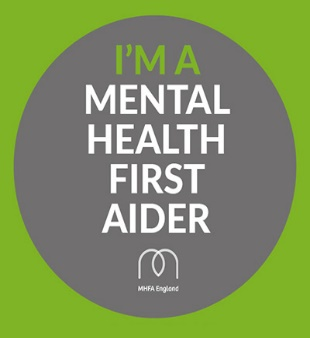 I'M A
MENTAL
HEALTH
FIRST
AIDER
MHFA England